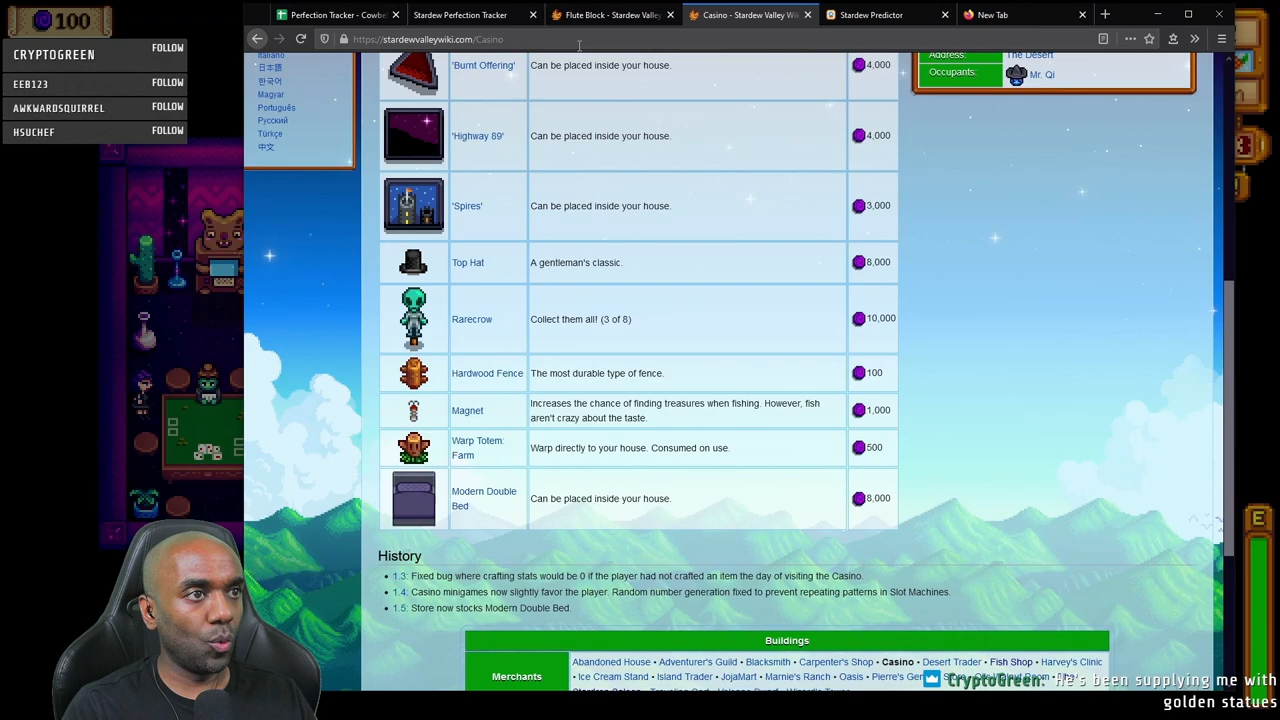 100
CRYPTOGREEN FOLLOW
EEB123 FOLLOW
AWKWARDSQUIRREL FOLLOW
HSUCHEF FOLLOW
Perfection Tracker - Cowbe
Stardew Perfection Tracker
Flute Block - Stardew Valley
Casino - Stardew Valley Wi
Stardew Predictor
New Tab
https://stardewvalleywiki.com/Casino
Italiano
日本語
한국어
Magyar
Português
Русский
Türkçe
中文
Address: The Desert
Occupants: Mr. Qi
'Burnt Offering' Can be placed inside your house. 4,000
'Highway 89' Can be placed inside your house. 4,000
'Spires' Can be placed inside your house. 3,000
Top Hat A gentleman's classic. 8,000
Rarecrow Collect them all! (3 of 8) 10,000
Hardwood Fence The most durable type of fence. 100
Magnet Increases the chance of finding treasures when fishing. However, fish
aren't crazy about the taste. 1,000
Warp Totem:
Farm Warp directly to your house. Consumed on use. 500
Modern Double
Bed Can be placed inside your house. 8,000
History
1.3: Fixed bug where crafting stats would be 0 if the player had not crafted an item the day of visiting the Casino.
1.4: Casino minigames now slightly favor the player. Random number generation fixed to prevent repeating patterns in Slot Machines.
1.5: Store now stocks Modern Double Bed.
Buildings
Merchants
Abandoned House • Adventurer's Guild • Blacksmith • Carpenter's Shop • Casino • Desert Trader • Fish Shop • Harvey's Clinic
• Ice Cream Stand • Island Trader • JojaMart • Marnie's Ranch • Oasis • Pierre's Gen
E
CryptoGreen: He's been supplying me with
golden statues